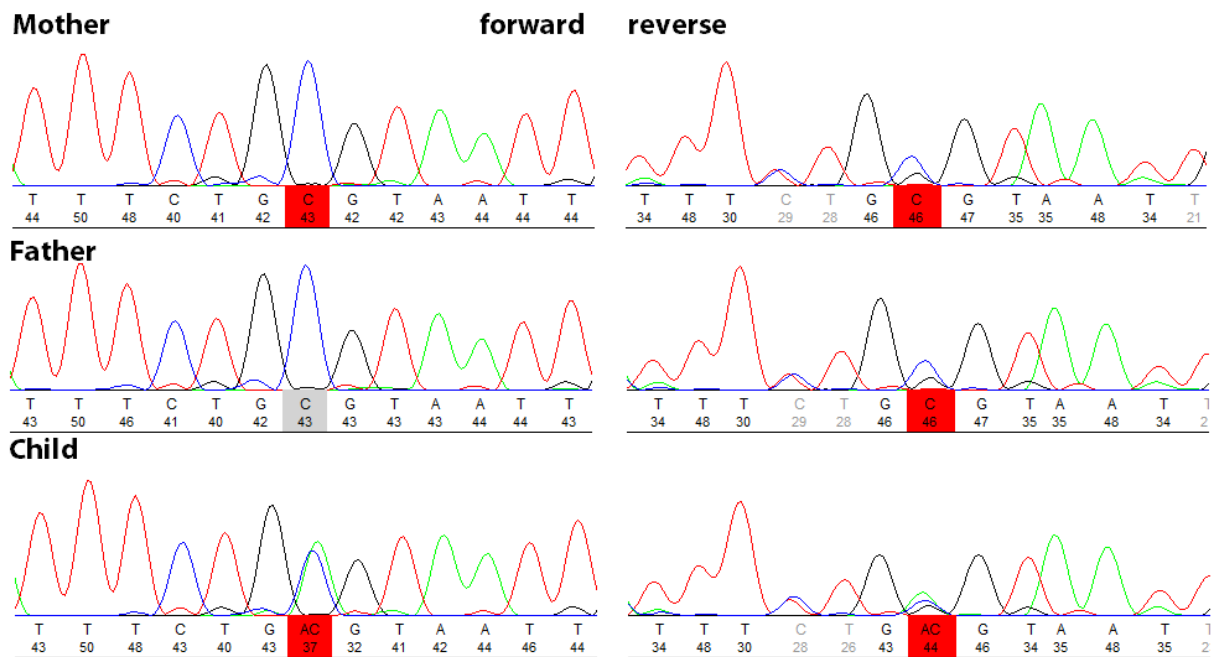 Mother forward reverse
T T T C T G C G T A A T T T T T C T G C G T A A T T
44 50 48 40 41 42 43 42 42 43 44 44 44 34 48 30 29 28 46 46 47 35 35 48 34 21
Father
T T T C T G C G T A A T T T T T C T G C G T A A T
43 50 46 41 40 42 43 43 43 43 44 44 43 34 48 30 29 28 46 46 47 35 35 48 34
Child
T T T C T G AC G T A A T T T T T C T G AC G T A A T
43 50 48 43 40 43 37 32 41 42 44 46 44 34 48 30 28 26 43 44 46 34 35 48 35